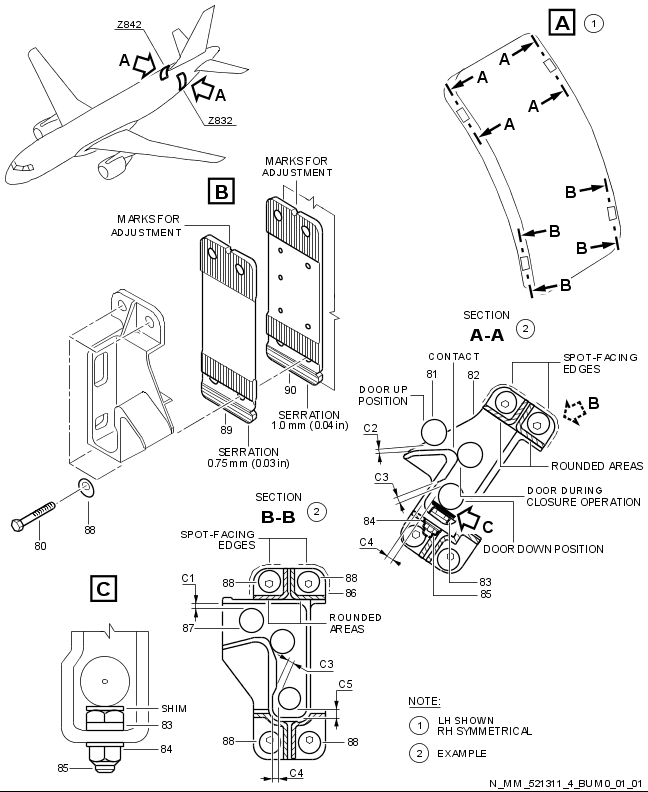 Z842
A
A
Z832
A
1
A
A
A
A
B
B
B
B
B
MARKS FOR
ADJUSTMENT
MARKS FOR
ADJUSTMENT
90
SERRATION
1.0 mm (0.04 in)
89
SERRATION
0.75 mm (0.03 in)
88
80
SECTION
A-A
2
CONTACT
81
82
SPOT-FACING
EDGES
DOOR UP
POSITION
B
C2
ROUNDED AREAS
C3
DOOR DURING
CLOSURE OPERATION
84
C
C4
DOOR DOWN POSITION
83
85
SECTION
B-B
2
SPOT-FACING
EDGES
C1
88
88
86
87
ROUNDED
AREAS
C3
C5
88
88
C4
C
SHIM
83
84
85
NOTE:
1
LH SHOWN
RH SYMMETRICAL
2
EXAMPLE
N_MM_521311_4_BUM0_01_01